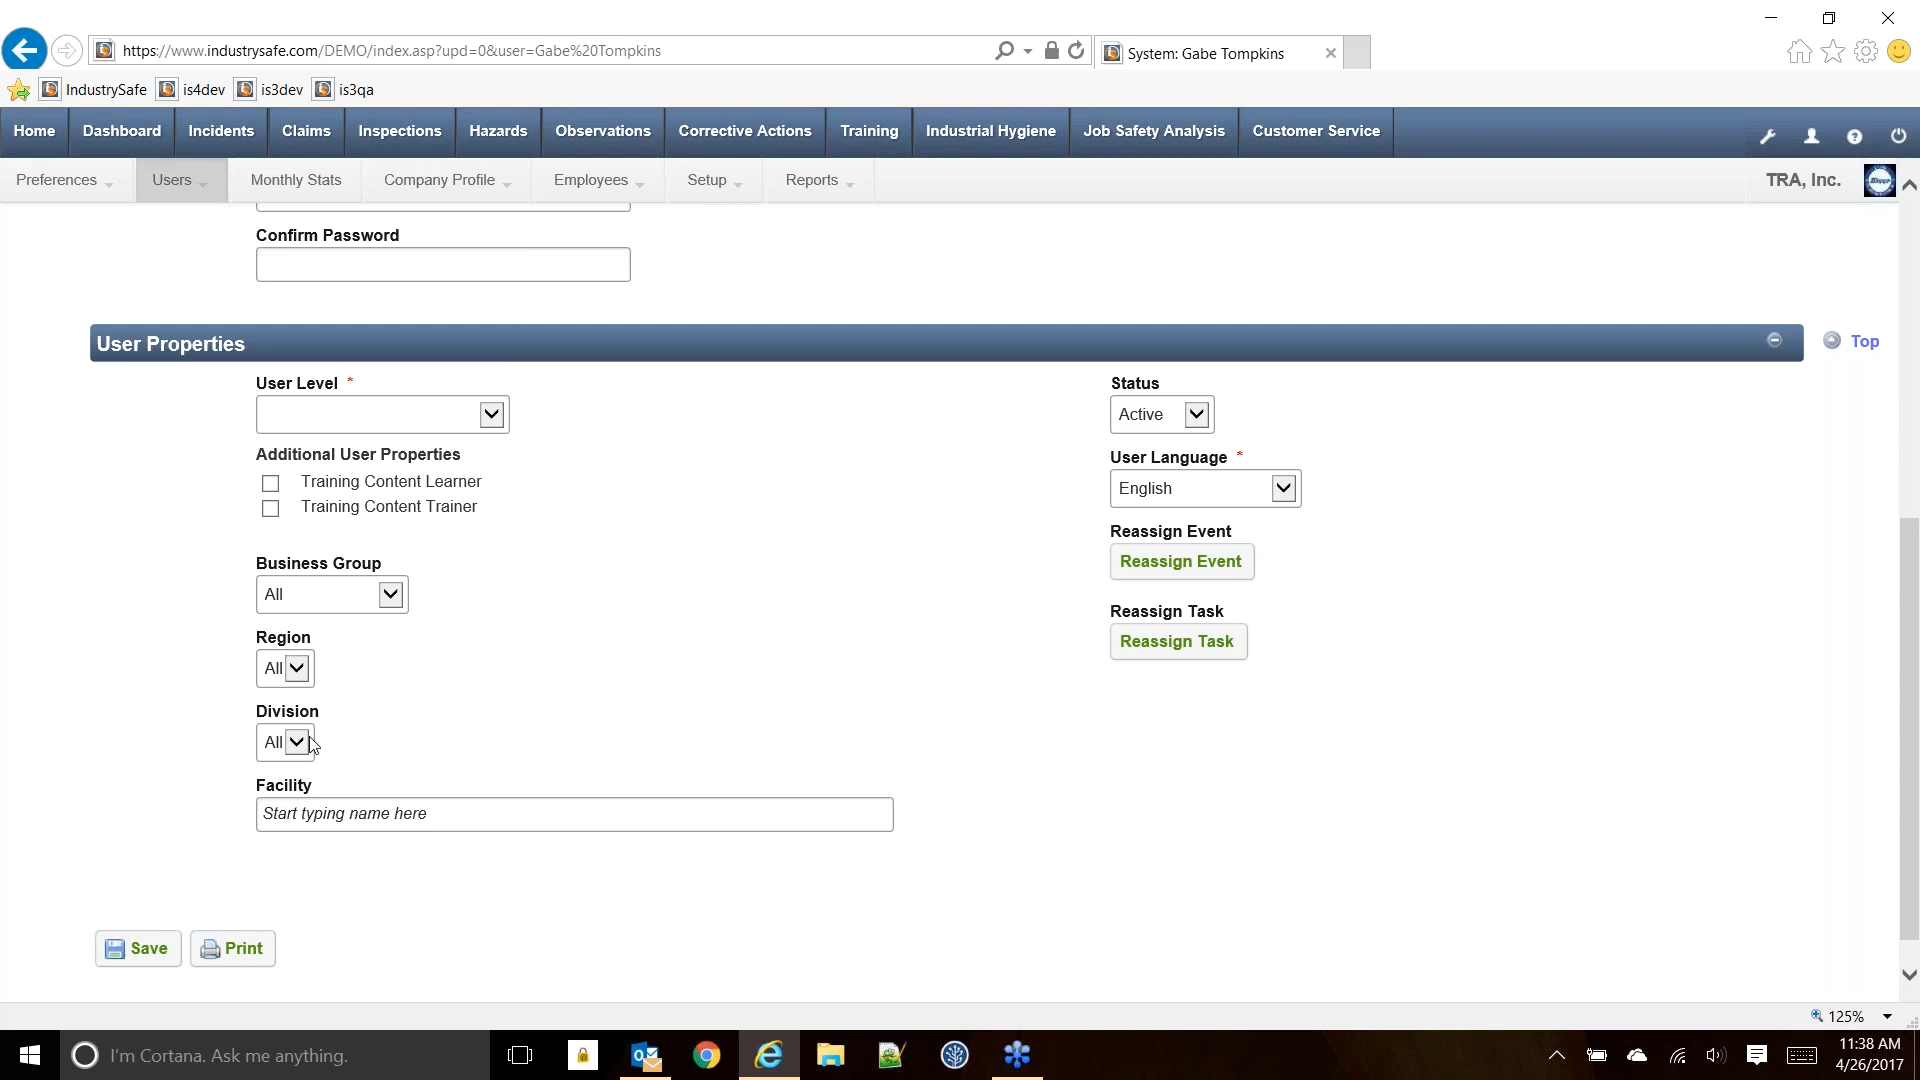 https://www.industrysafe.com/DEMO/index.asp?upd=0&user=Gabe%20Tompkins
System: Gabe Tompkins
IndustrySafe is4dev is3dev is3qa
Home Dashboard Incidents Claims Inspections Hazards Observations Corrective Actions Training Industrial Hygiene Job Safety Analysis Customer Service
Preferences Users Monthly Stats Company Profile Employees Setup Reports TRA, Inc.
Confirm Password
User Properties
Top
User Level *
Additional User Properties
Training Content Learner
Training Content Trainer
Business Group
All
Region
All
Division
All
Facility
Start typing name here
Status
Active
User Language *
English
Reassign Event
Reassign Event
Reassign Task
Reassign Task
Save Print
125%
I'm Cortana. Ask me anything.
11:38 AM
4/26/2017